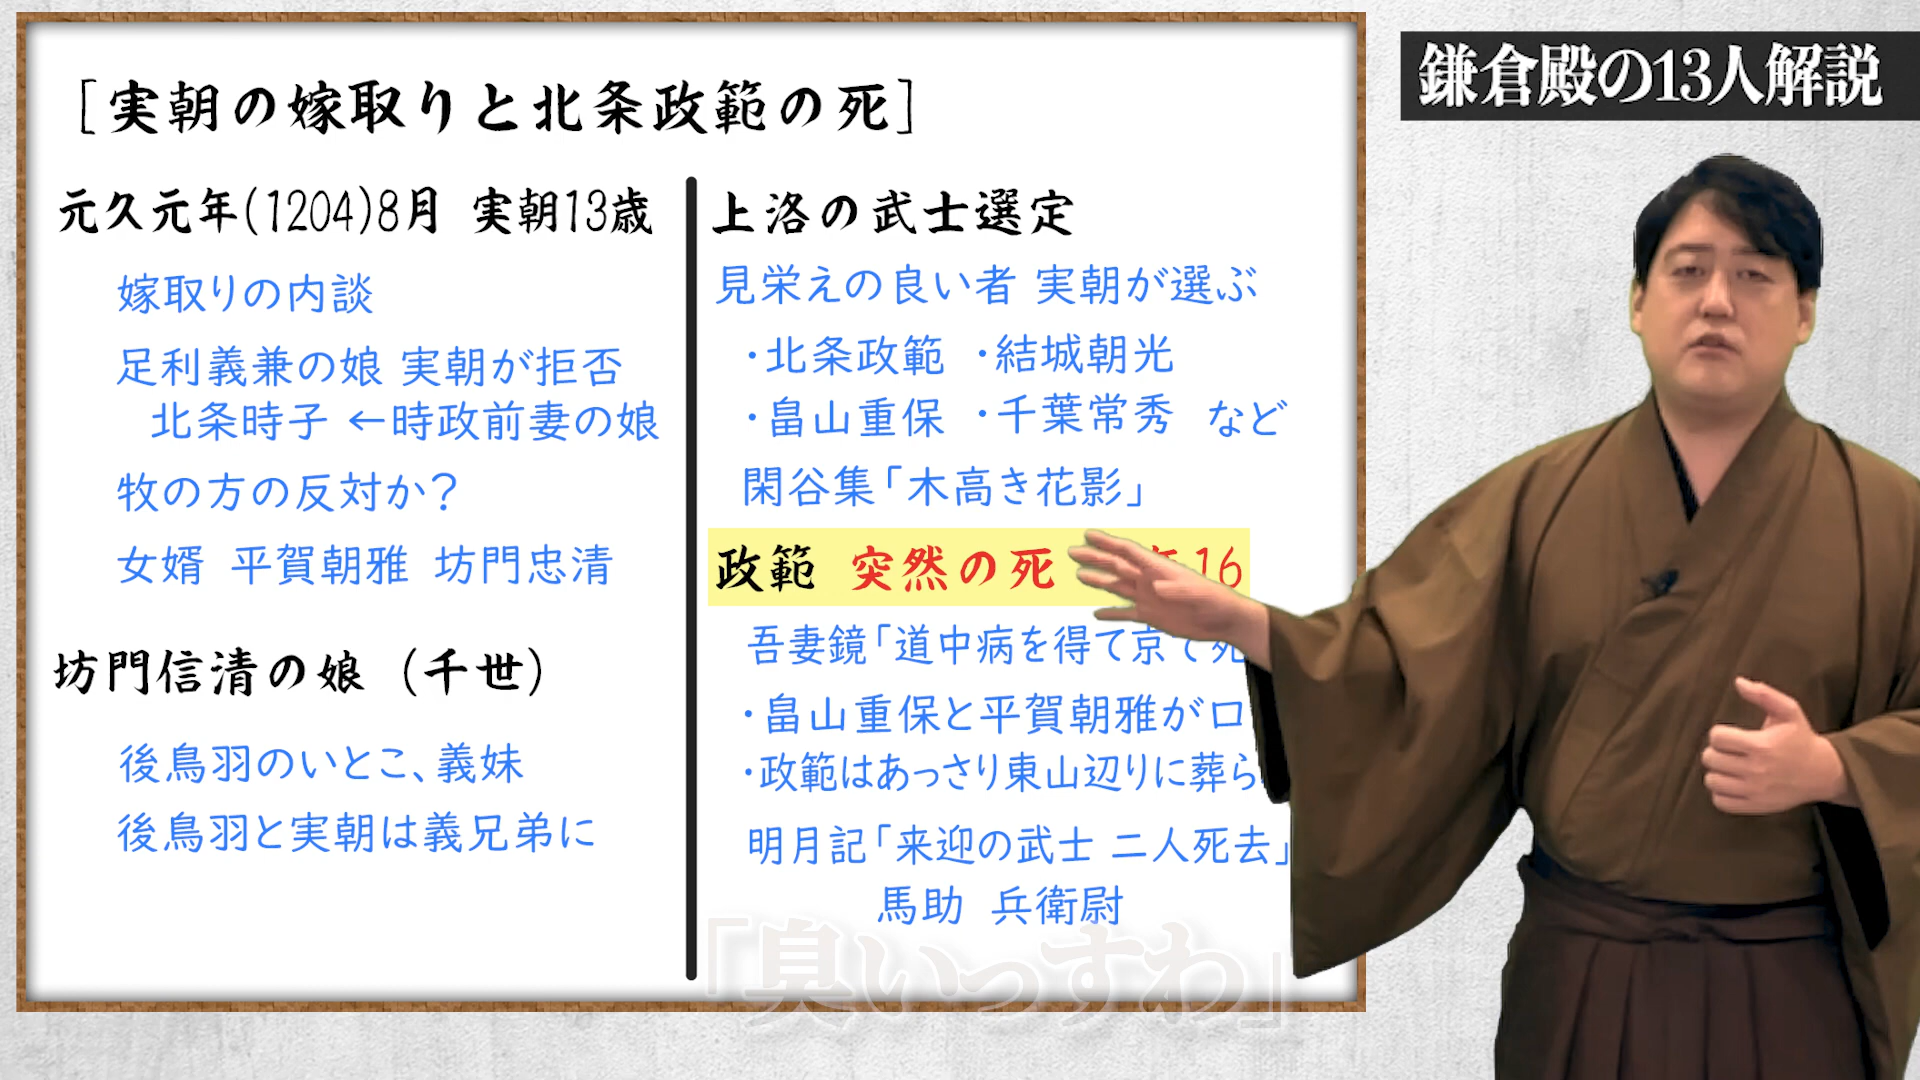 [実朝の嫁取りと北条政範の死]
元久元年(1204)8月 実朝13歳
嫁取りの内談
足利義兼の娘 実朝が拒否
北条時子 ←時政前妻の娘
牧の方の反対か?
女婿 平賀朝雅 坊門忠清
坊門信清の娘 (千世)
後鳥羽のいとこ、義妹
後鳥羽と実朝は義兄弟に
上洛の武士選定
見栄えの良い者 実朝が選ぶ
・北条政範 ・結城朝光
・畠山重保 ・千葉常秀 など
閑谷集「木高き花影」
政範 突然の死 16
吾妻鏡「道中病を得て京で死
・畠山重保と平賀朝雅が口
・政範はあっさり東山辺りに葬ら
明月記「来迎の武士 二人死去」
馬助 兵衛尉
「臭いっすわ」
鎌倉殿の13人解説